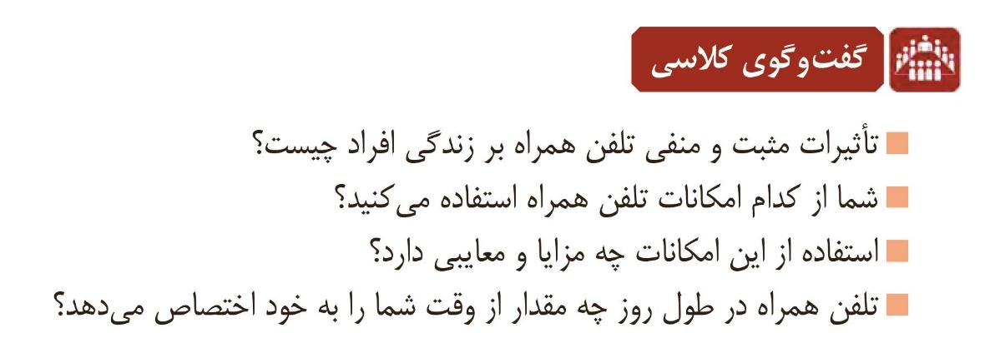 گفت‌وگوی کلاسی
تأثیرات مثبت و منفی تلفن همراه بر زندگی افراد چیست؟
شما از کدام امکانات تلفن همراه استفاده می‌کنید؟
استفاده از این امکانات چه مزایا و معایبی دارد؟
تلفن همراه در طول روز چه مقدار از وقت شما را به خود اختصاص می‌دهد؟